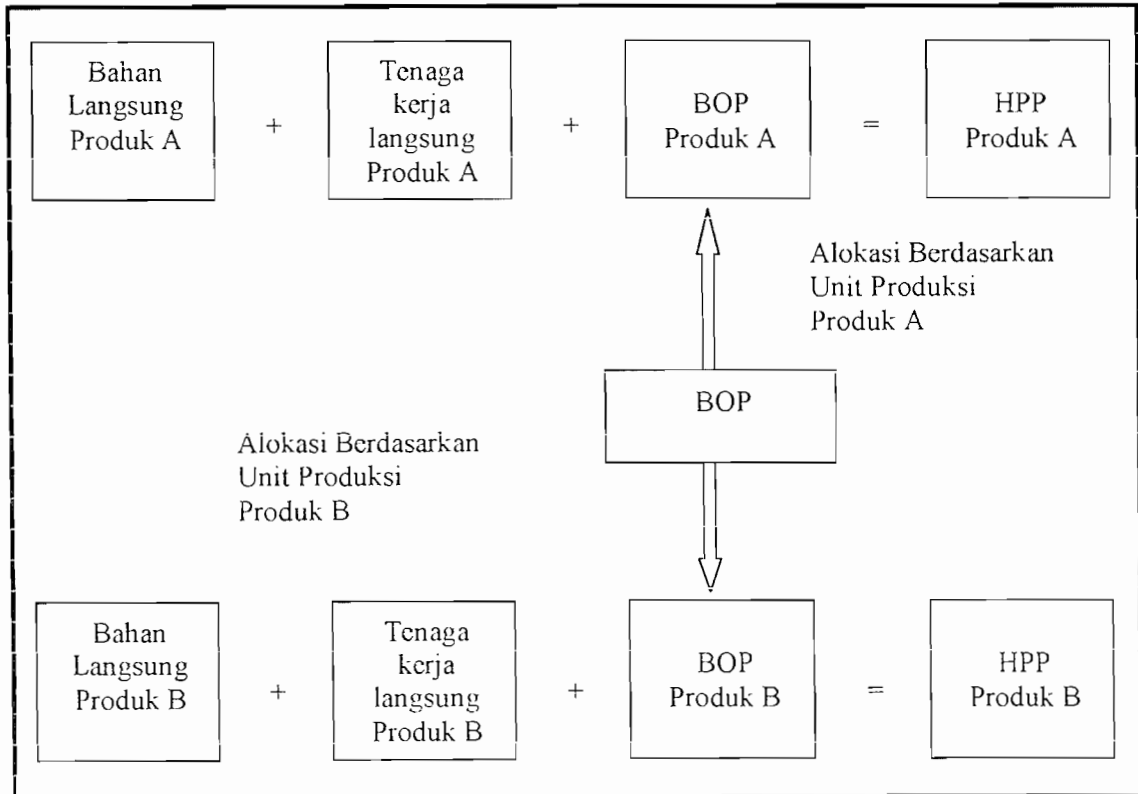 Bahan
Langsung
Produk A
+
Tenaga
kerja
langsung
Produk A
+
BOP
Produk A
=
HPP
Produk A
Alokasi Berdasarkan
Unit Produksi
Produk A
BOP
Alokasi Berdasarkan
Unit Produksi
Produk B
Bahan
Langsung
Produk B
+
Tenaga
kerja
langsung
Produk B
+
BOP
Produk B
=
HPP
Produk B